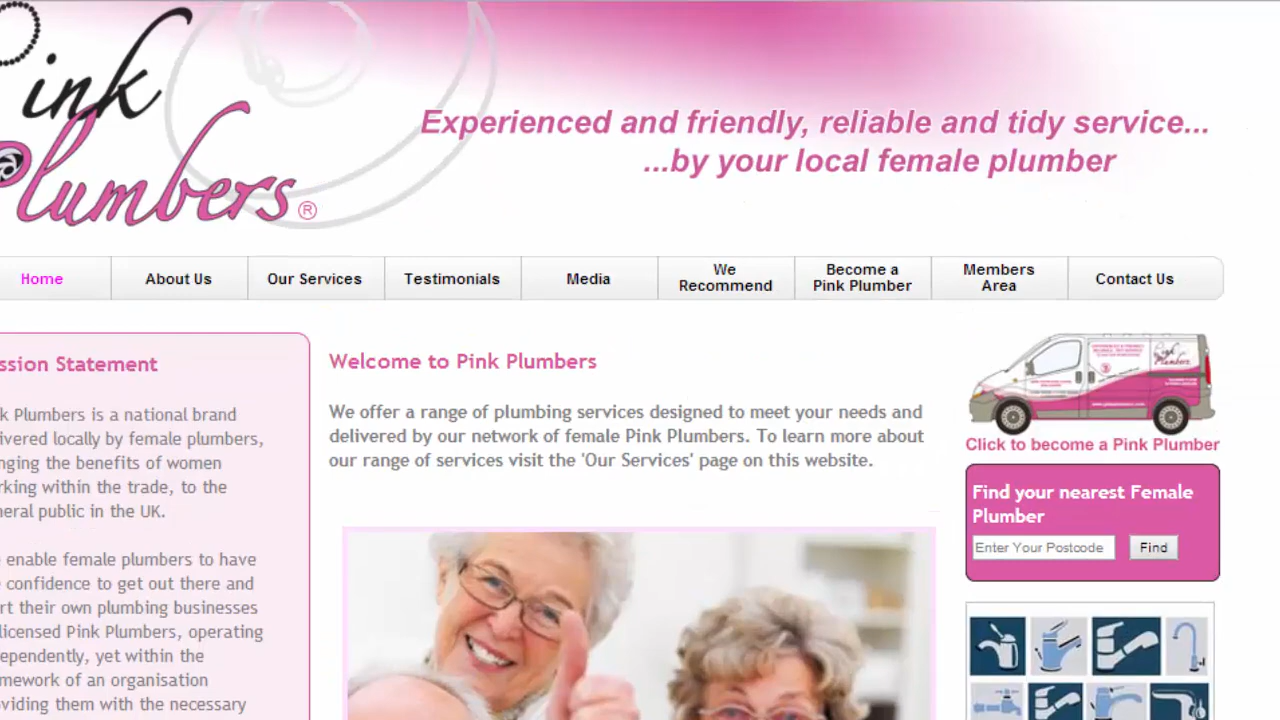 ink
Plumbers®
Experienced and friendly, reliable and tidy service...
...by your local female plumber
Home
About Us
Our Services
Testimonials
Media
We
Recommend
Become a
Pink Plumber
Members
Area
Contact Us
ssion Statement
k Plumbers is a national brand
ivered locally by female plumbers,
nging the benefits of women
rking within the trade, to the
neral public in the UK.
enable female plumbers to have
confidence to get out there and
rt their own plumbing businesses
licensed Pink Plumbers, operating
ependently, yet within the
mework of an organisation
viding them with the necessary
Welcome to Pink Plumbers
We offer a range of plumbing services designed to meet your needs and
delivered by our network of female Pink Plumbers. To learn more about
our range of services visit the 'Our Services' page on this website.
Pink
Plumbers
Click to become a Pink Plumber
Find your nearest Female
Plumber
Enter Your Postcode
Find